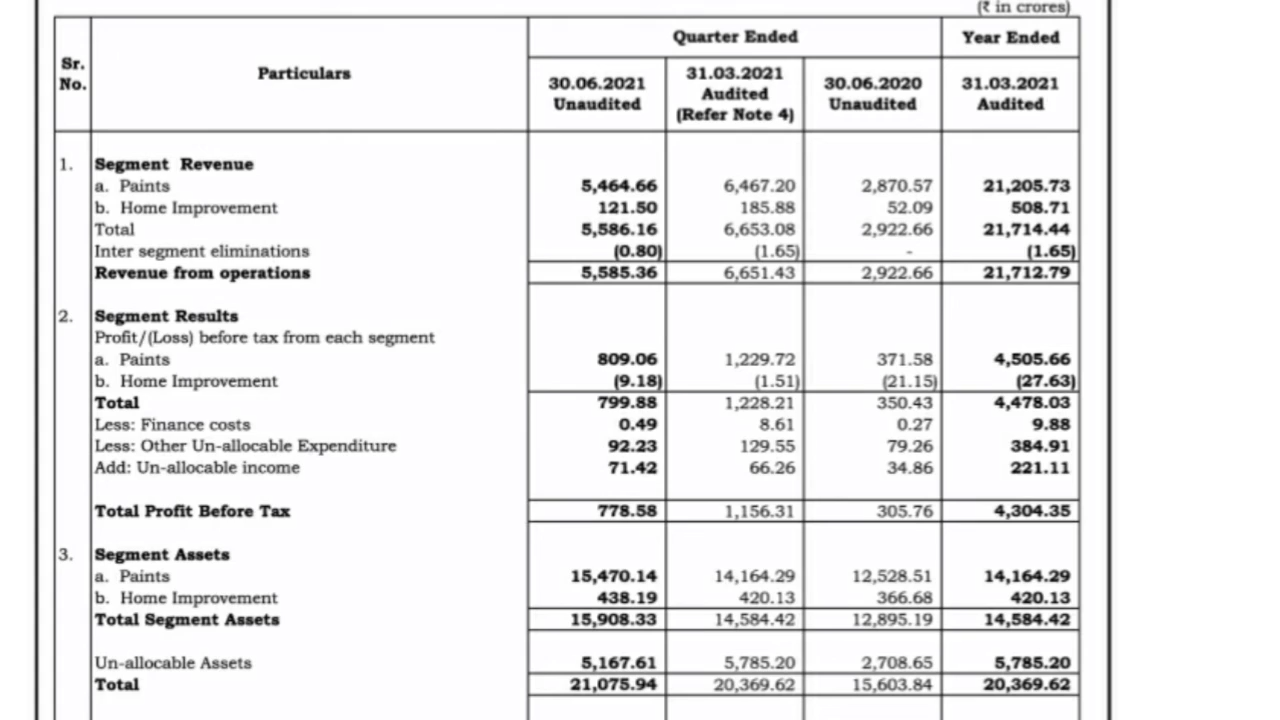 (₹ in crores)
Sr. No. Particulars Quarter Ended Year Ended
30.06.2021 Unaudited 31.03.2021 Audited (Refer Note 4) 30.06.2020 Unaudited 31.03.2021 Audited
1. Segment Revenue
a. Paints 5,464.66 6,467.20 2,870.57 21,205.73
b. Home Improvement 121.50 185.88 52.09 508.71
Total 5,586.16 6,653.08 2,922.66 21,714.44
Inter segment eliminations (0.80) (1.65) - (1.65)
Revenue from operations 5,585.36 6,651.43 2,922.66 21,712.79
2. Segment Results
Profit/(Loss) before tax from each segment
a. Paints 809.06 1,229.72 371.58 4,505.66
b. Home Improvement (9.18) (1.51) (21.15) (27.63)
Total 799.88 1,228.21 350.43 4,478.03
Less: Finance costs 0.49 8.61 0.27 9.88
Less: Other Un-allocable Expenditure 92.23 129.55 79.26 384.91
Add: Un-allocable income 71.42 66.26 34.86 221.11
Total Profit Before Tax 778.58 1,156.31 305.76 4,304.35
3. Segment Assets
a. Paints 15,470.14 14,164.29 12,528.51 14,164.29
b. Home Improvement 438.19 420.13 366.68 420.13
Total Segment Assets 15,908.33 14,584.42 12,895.19 14,584.42
Un-allocable Assets 5,167.61 5,785.20 2,708.65 5,785.20
Total 21,075.94 20,369.62 15,603.84 20,369.62